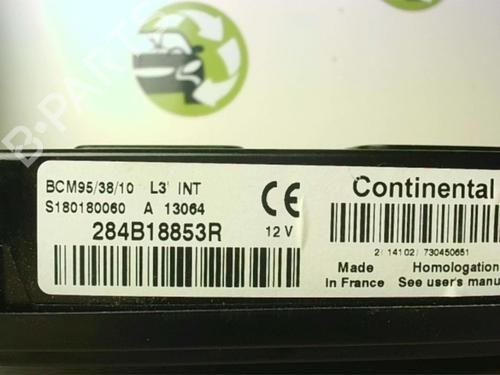 B-PARTS
BCM95/38/10 L3' INT
S180180060 A 13064
284B18853R
12 V
Continental
2(14102)730450651
Made
In France
Homologation
See user's manu